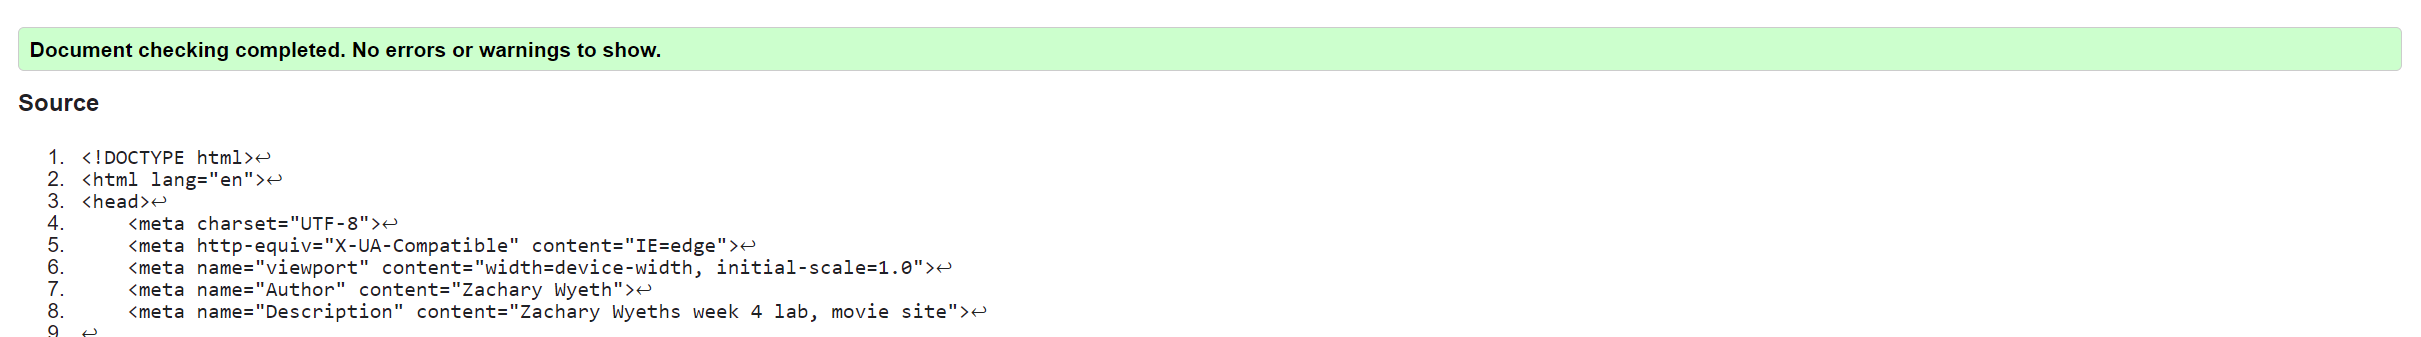 Document checking completed. No errors or warnings to show.
Source
1. <!DOCTYPE html>↩
2. <html lang="en">↩
3. <head>↩
4.     <meta charset="UTF-8">↩
5.     <meta http-equiv="X-UA-Compatible" content="IE=edge">↩
6.     <meta name="viewport" content="width=device-width, initial-scale=1.0">↩
7.     <meta name="Author" content="Zachary Wyeth">↩
8.     <meta name="Description" content="Zachary Wyeths week 4 lab, movie site">↩
9. ↩